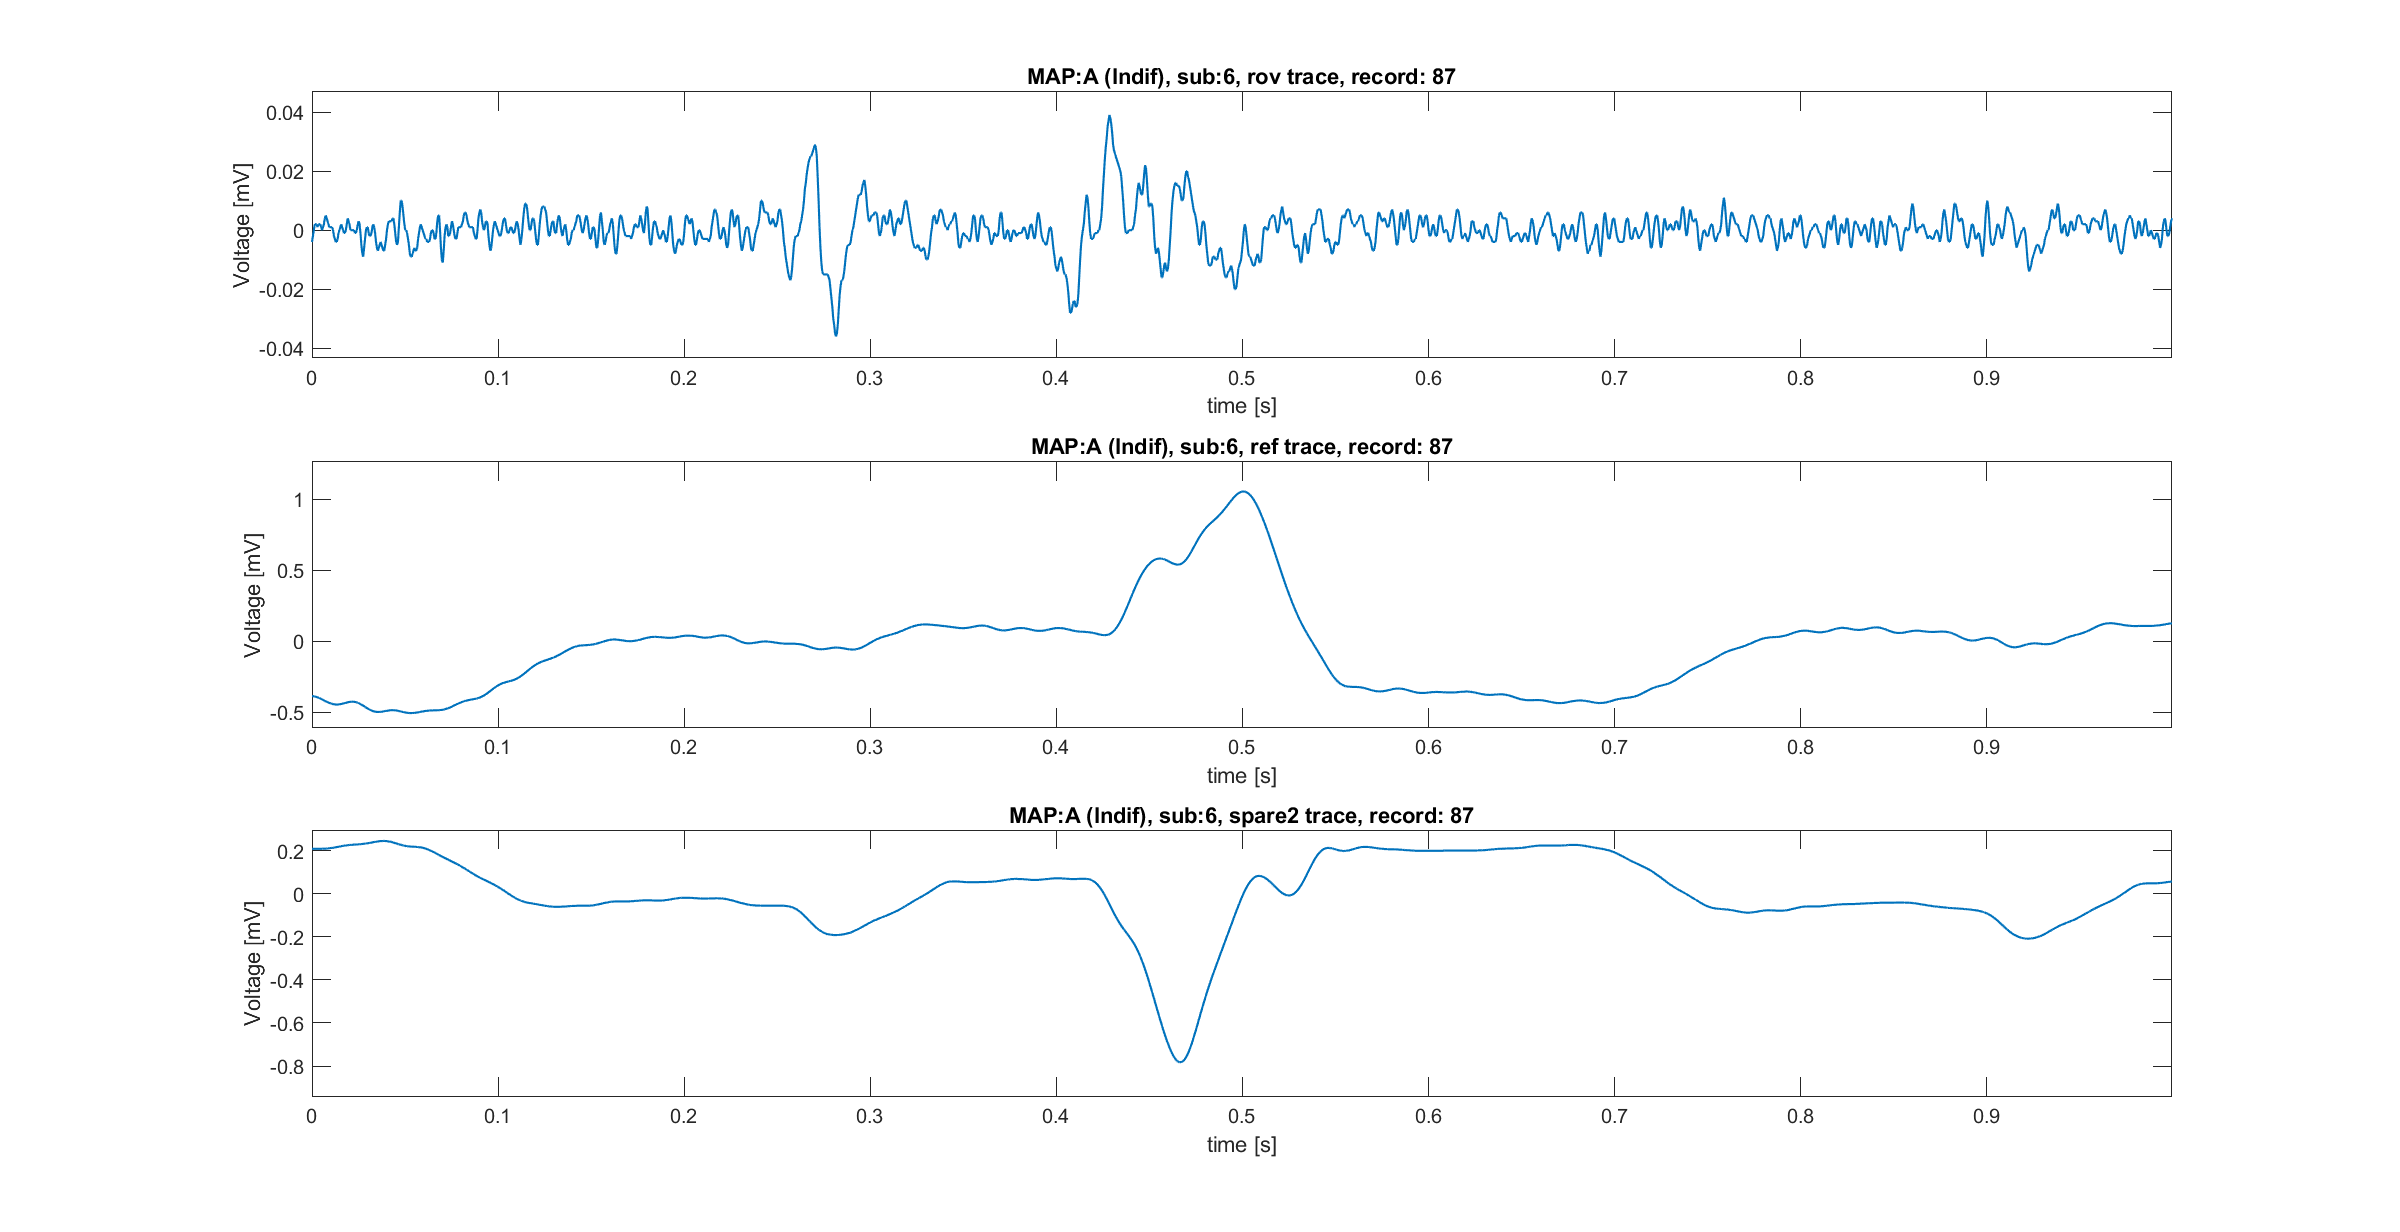 MAP:A (Indif), sub:6, rov trace, record: 87
Voltage [mV]
0.04
0.02
0
-0.02
-0.04
0 0.1 0.2 0.3 0.4 0.5 0.6 0.7 0.8 0.9
time [s]
MAP:A (Indif), sub:6, ref trace, record: 87
Voltage [mV]
1
0.5
0
-0.5
0 0.1 0.2 0.3 0.4 0.5 0.6 0.7 0.8 0.9
time [s]
MAP:A (Indif), sub:6, spare2 trace, record: 87
Voltage [mV]
0.2
0
-0.2
-0.4
-0.6
-0.8
0 0.1 0.2 0.3 0.4 0.5 0.6 0.7 0.8 0.9
time [s]